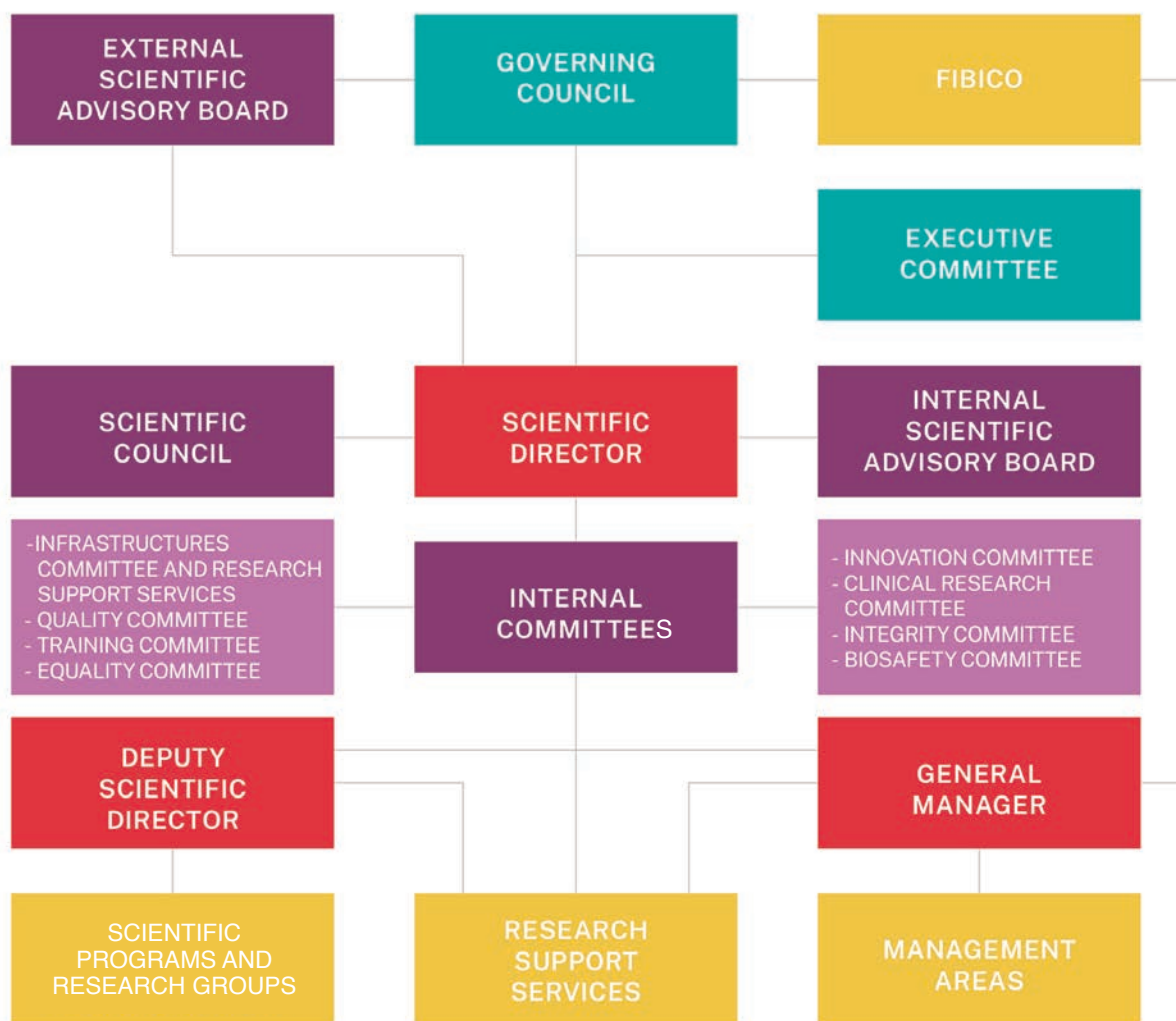 EXTERNAL
SCIENTIFIC
ADVISORY BOARD
GOVERNING
COUNCIL
FIBICO
EXECUTIVE
COMMITTEE
SCIENTIFIC
COUNCIL
SCIENTIFIC
DIRECTOR
INTERNAL
SCIENTIFIC
ADVISORY BOARD
-INFRASTRUCTURES
COMMITTEE AND RESEARCH
SUPPORT SERVICES
- QUALITY COMMITTEE
- TRAINING COMMITTEE
- EQUALITY COMMITTEE
INTERNAL
COMMITTEES
- INNOVATION COMMITTEE
- CLINICAL RESEARCH
COMMITTEE
- INTEGRITY COMMITTEE
- BIOSAFETY COMMITTEE
DEPUTY
SCIENTIFIC
DIRECTOR
GENERAL
MANAGER
SCIENTIFIC
PROGRAMS AND
RESEARCH GROUPS
RESEARCH
SUPPORT
SERVICES
MANAGEMENT
AREAS